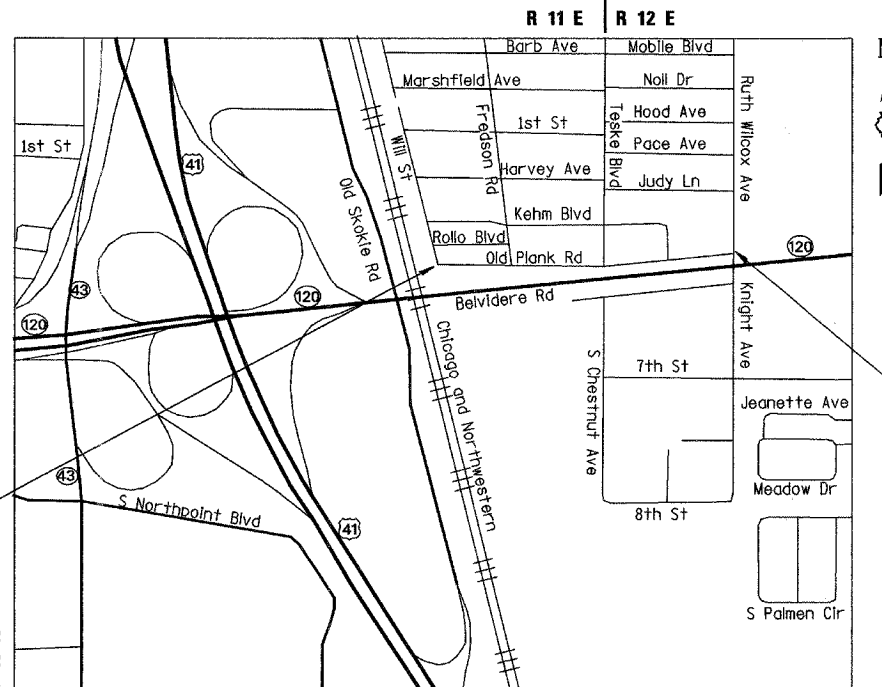 R 11 E R 12 E
Barb Ave
Mobile Blvd
Marshfield Ave
Noll Dr
Ruth Wilcox Ave
Fredson Rd
Teske Blvd
Hood Ave
1st St
Will St
Pace Ave
1st St
41
Harvey Ave
Judy Ln
Old Skokie Rd
Kehm Blvd
Rollo Blvd
Old Plank Rd
120
43
120
120
Belvidere Rd
Knight Ave
Chicago and Northwestern
S Chestnut Ave
7th St
Jeanette Ave
43
Meadow Dr
S Northpoint Blvd
41
8th St
S Palmen Cir